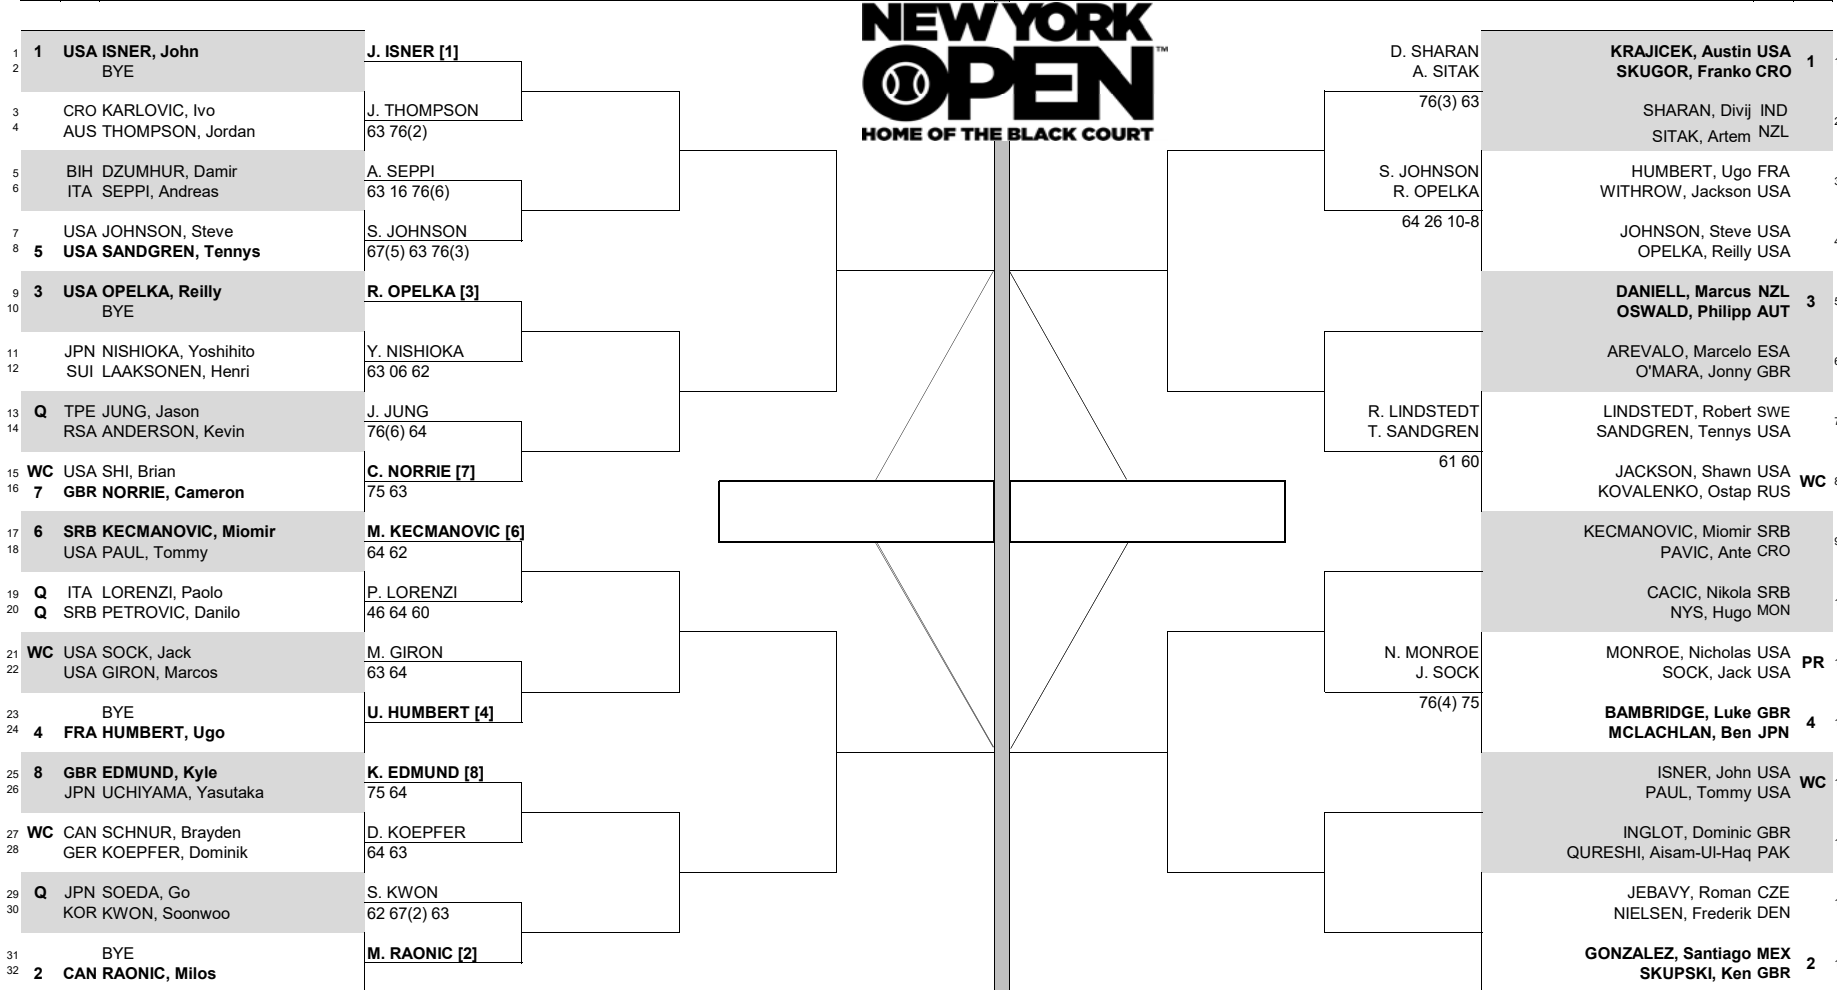 NEW YORK
OPEN™
HOME OF THE BLACK COURT
1 1 USA ISNER, John J. ISNER [1]
2 BYE
3 CRO KARLOVIC, Ivo J. THOMPSON
4 AUS THOMPSON, Jordan 63 76(2)
5 BIH DZUMHUR, Damir A. SEPPI
6 ITA SEPPI, Andreas 63 16 76(6)
7 USA JOHNSON, Steve S. JOHNSON
8 5 USA SANDGREN, Tennys 67(5) 63 76(3)
9 3 USA OPELKA, Reilly R. OPELKA [3]
10 BYE
11 JPN NISHIOKA, Yoshihito Y. NISHIOKA
12 SUI LAAKSONEN, Henri 63 06 62
13 Q TPE JUNG, Jason J. JUNG
14 RSA ANDERSON, Kevin 76(6) 64
15 WC USA SHI, Brian C. NORRIE [7]
16 7 GBR NORRIE, Cameron 75 63
17 6 SRB KECMANOVIC, Miomir M. KECMANOVIC [6]
18 USA PAUL, Tommy 64 62
19 Q ITA LORENZI, Paolo P. LORENZI
20 Q SRB PETROVIC, Danilo 46 64 60
21 WC USA SOCK, Jack M. GIRON
22 USA GIRON, Marcos 63 64
23 BYE U. HUMBERT [4]
24 4 FRA HUMBERT, Ugo
25 8 GBR EDMUND, Kyle K. EDMUND [8]
26 JPN UCHIYAMA, Yasutaka 75 64
27 WC CAN SCHNUR, Brayden D. KOEPFER
28 GER KOEPFER, Dominik 64 63
29 Q JPN SOEDA, Go S. KWON
30 KOR KWON, Soonwoo 62 67(2) 63
31 BYE M. RAONIC [2]
32 2 CAN RAONIC, Milos
D. SHARAN KRAJICEK, Austin USA
A. SITAK SKUGOR, Franko CRO 1
76(3) 63 SHARAN, Divij IND
SITAK, Artem NZL
S. JOHNSON HUMBERT, Ugo FRA
R. OPELKA WITHROW, Jackson USA
64 26 10-8 JOHNSON, Steve USA
OPELKA, Reilly USA
DANIELL, Marcus NZL
OSWALD, Philipp AUT 3
AREVALO, Marcelo ESA
O'MARA, Jonny GBR
R. LINDSTEDT LINDSTEDT, Robert SWE
T. SANDGREN SANDGREN, Tennys USA
61 60 JACKSON, Shawn USA WC
KOVALENKO, Ostap RUS
KECMANOVIC, Miomir SRB
PAVIC, Ante CRO
CACIC, Nikola SRB
NYS, Hugo MON
N. MONROE MONROE, Nicholas USA PR
J. SOCK SOCK, Jack USA
76(4) 75 BAMBRIDGE, Luke GBR
MCLACHLAN, Ben JPN 4
ISNER, John USA WC
PAUL, Tommy USA
INGLOT, Dominic GBR
QURESHI, Aisam-Ul-Haq PAK
JEBAVY, Roman CZE
NIELSEN, Frederik DEN
GONZALEZ, Santiago MEX
SKUPSKI, Ken GBR 2